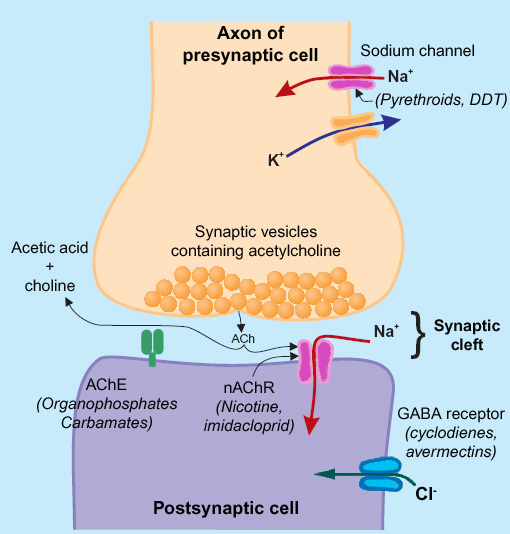 Axon of
presynaptic cell
Sodium channel
Na⁺
(Pyrethroids, DDT)
K⁺
Synaptic vesicles
containing acetylcholine
Acetic acid
+
choline
ACh
Na⁺
Synaptic
cleft
AChE
(Organophosphates
Carbamates)
nAChR
(Nicotine,
imidacloprid)
GABA receptor
(cyclodienes,
avermectins)
Cl⁻
Postsynaptic cell